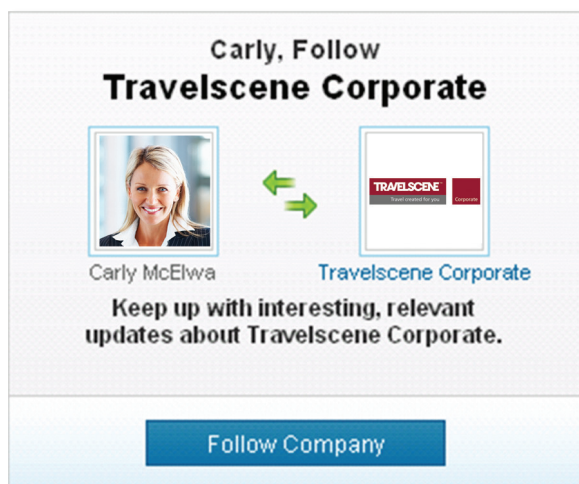 Carly, Follow
Travelscene Corporate
TRAVELSCENE
Travel created for you
Corporate
Carly McElwa
Travelscene Corporate
Keep up with interesting, relevant
updates about Travelscene Corporate.
Follow Company